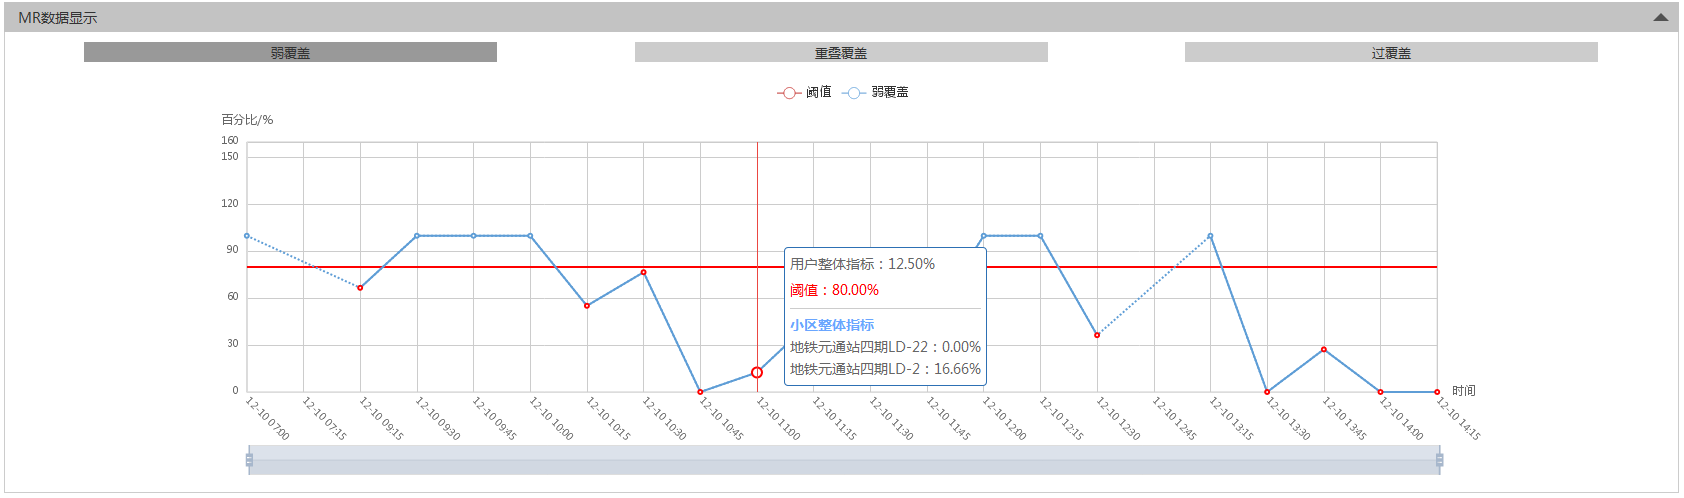 MR数据显示
弱覆盖
重叠覆盖
过覆盖
阈值
弱覆盖
百分比/%
160
150
120
90
60
30
0
用户整体指标：12.50%
阈值：80.00%
小区整体指标
地铁元通站四期LD-22：0.00%
地铁元通站四期LD-2：16.66%
时间
12-10 07:00
12-10 07:15
12-10 09:15
12-10 09:30
12-10 09:45
12-10 10:00
12-10 10:15
12-10 10:30
12-10 10:45
12-10 11:00
12-10 11:15
12-10 11:30
12-10 11:45
12-10 12:00
12-10 12:15
12-10 12:30
12-10 12:45
12-10 13:15
12-10 13:30
12-10 13:45
12-10 14:00
12-10 14:15